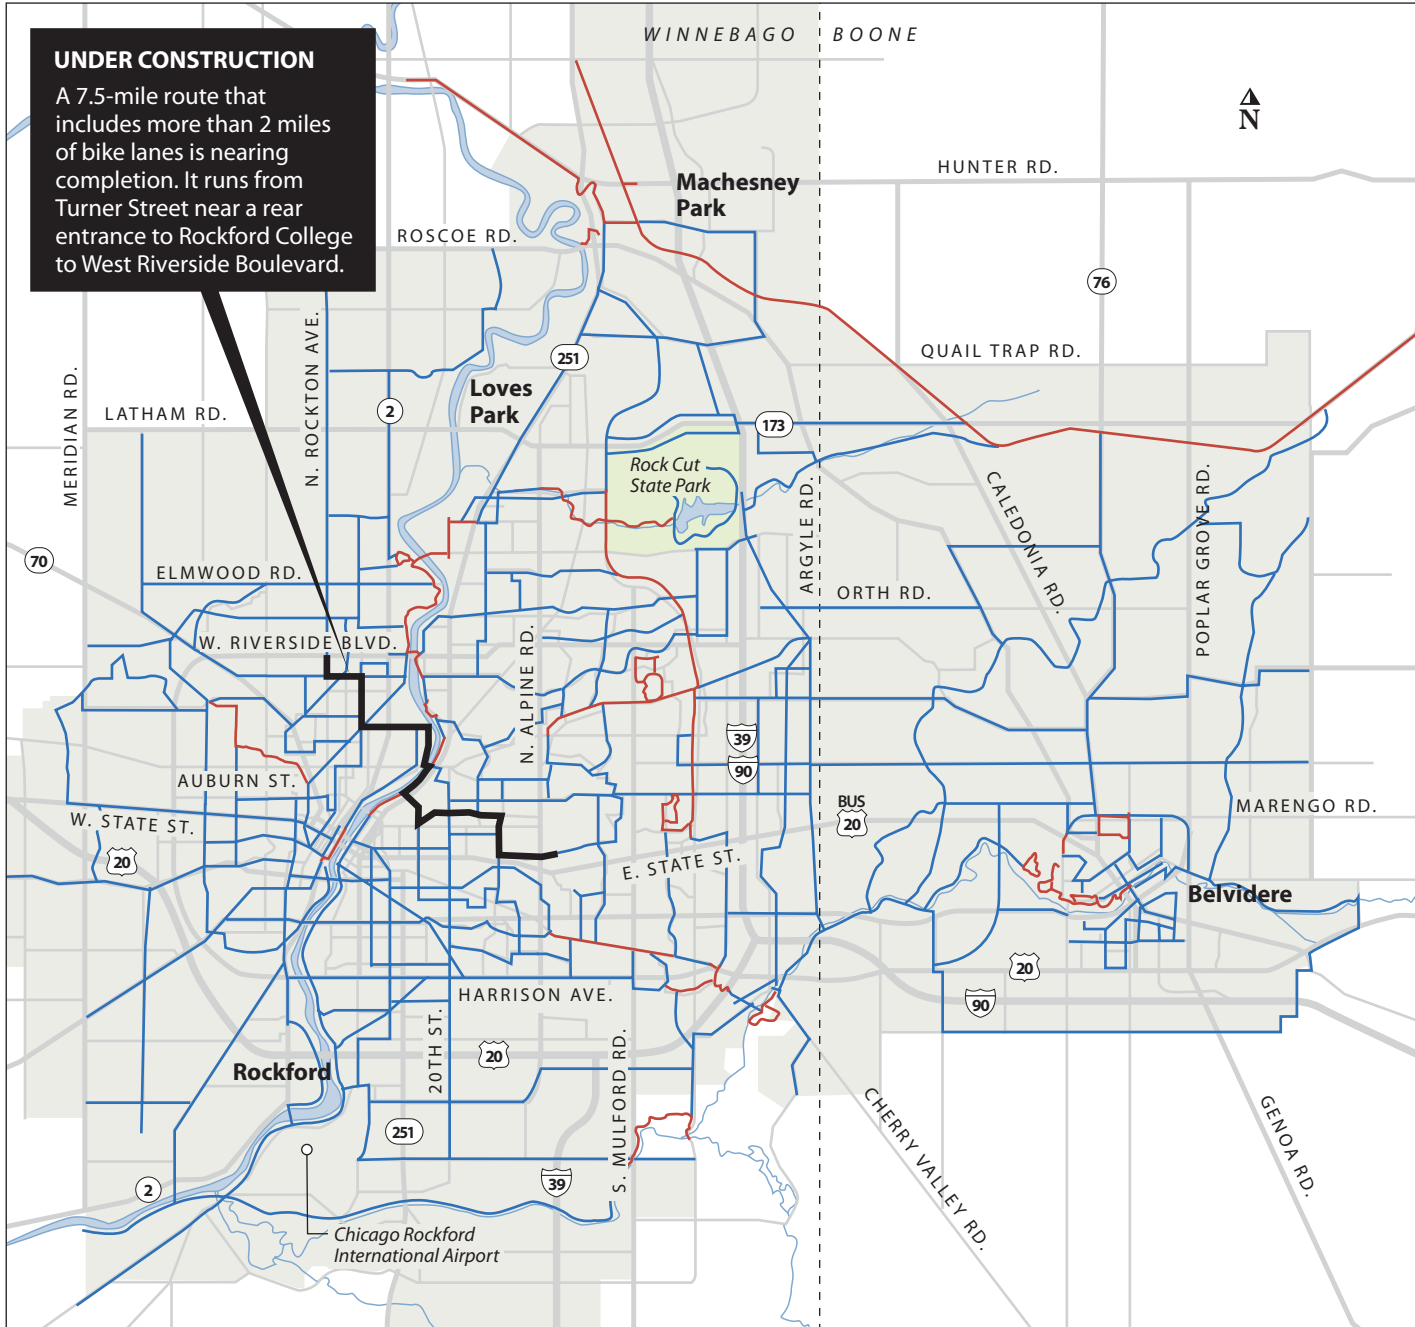 WINNEBAGO
BOONE
UNDER CONSTRUCTION
A 7.5-mile route that
includes more than 2 miles
of bike lanes is nearing
completion. It runs from
Turner Street near a rear
entrance to Rockford College
to West Riverside Boulevard.
N
HUNTER RD.
Machesney
Park
ROSCOE RD.
76
N. ROCKTON AVE.
251
QUAIL TRAP RD.
MERIDIAN RD.
Loves
Park
LATHAM RD.
2
173
Rock Cut
State Park
ARGYLE RD.
CALEDONIA RD.
POPLAR GROVE RD.
70
ELMWOOD RD.
ORTH RD.
W. RIVERSIDE BLVD.
N. ALPINE RD.
39
90
AUBURN ST.
BUS
20
MARENGO RD.
W. STATE ST.
20
E. STATE ST.
Belvidere
20
90
HARRISON AVE.
20TH ST.
20
S. MULFORD RD.
Rockford
251
CHERRY VALLEY RD.
GENOA RD.
39
2
Chicago Rockford
International Airport